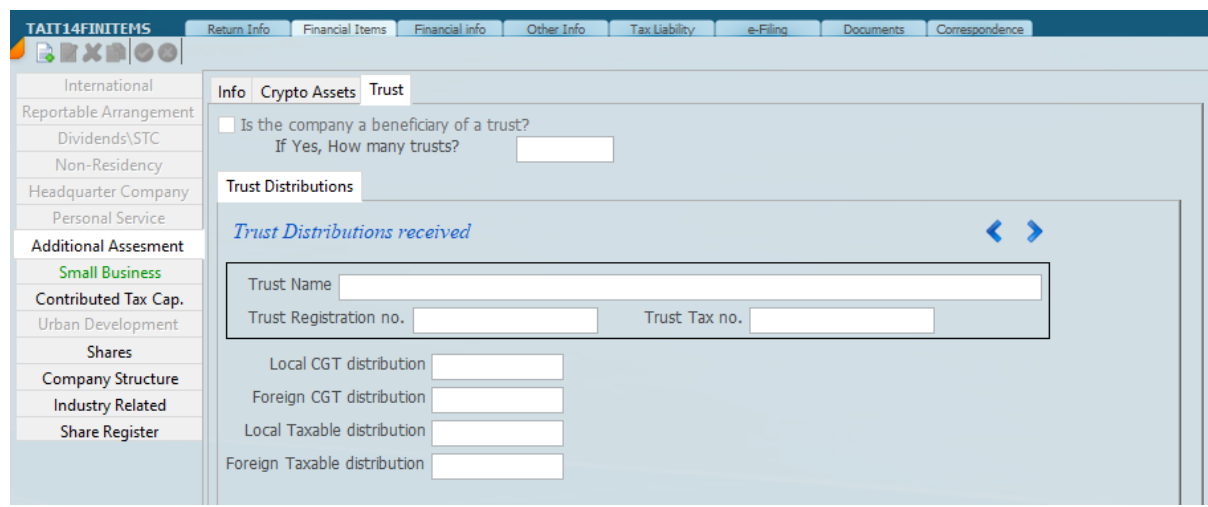 TAIT14FINITEMS
Return Info Financial Items Financial info Other Info Tax Liability e-Filing Documents Correspondence
International
Reportable Arrangement
Dividends\STC
Non-Residency
Headquarter Company
Personal Service
Additional Assesment
Small Business
Contributed Tax Cap.
Urban Development
Shares
Company Structure
Industry Related
Share Register
Info Crypto Assets Trust
Is the company a beneficiary of a trust?
If Yes, How many trusts?
Trust Distributions
Trust Distributions received
Trust Name
Trust Registration no. Trust Tax no.
Local CGT distribution
Foreign CGT distribution
Local Taxable distribution
Foreign Taxable distribution